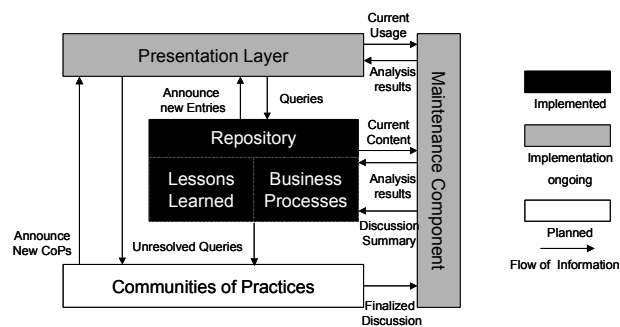 Current
Usage
Presentation Layer
Analysis
results
Announce
new Entries
Queries
Maintenance Component
Implemented
Repository
Current
Content
Lessons
Learned
Business
Processes
Analysis
results
Implementation
ongoing
Discussion
Summary
Announce
New CoPs
Unresolved Queries
Planned
Flow of Information
Communities of Practices
Finalized
Discussion